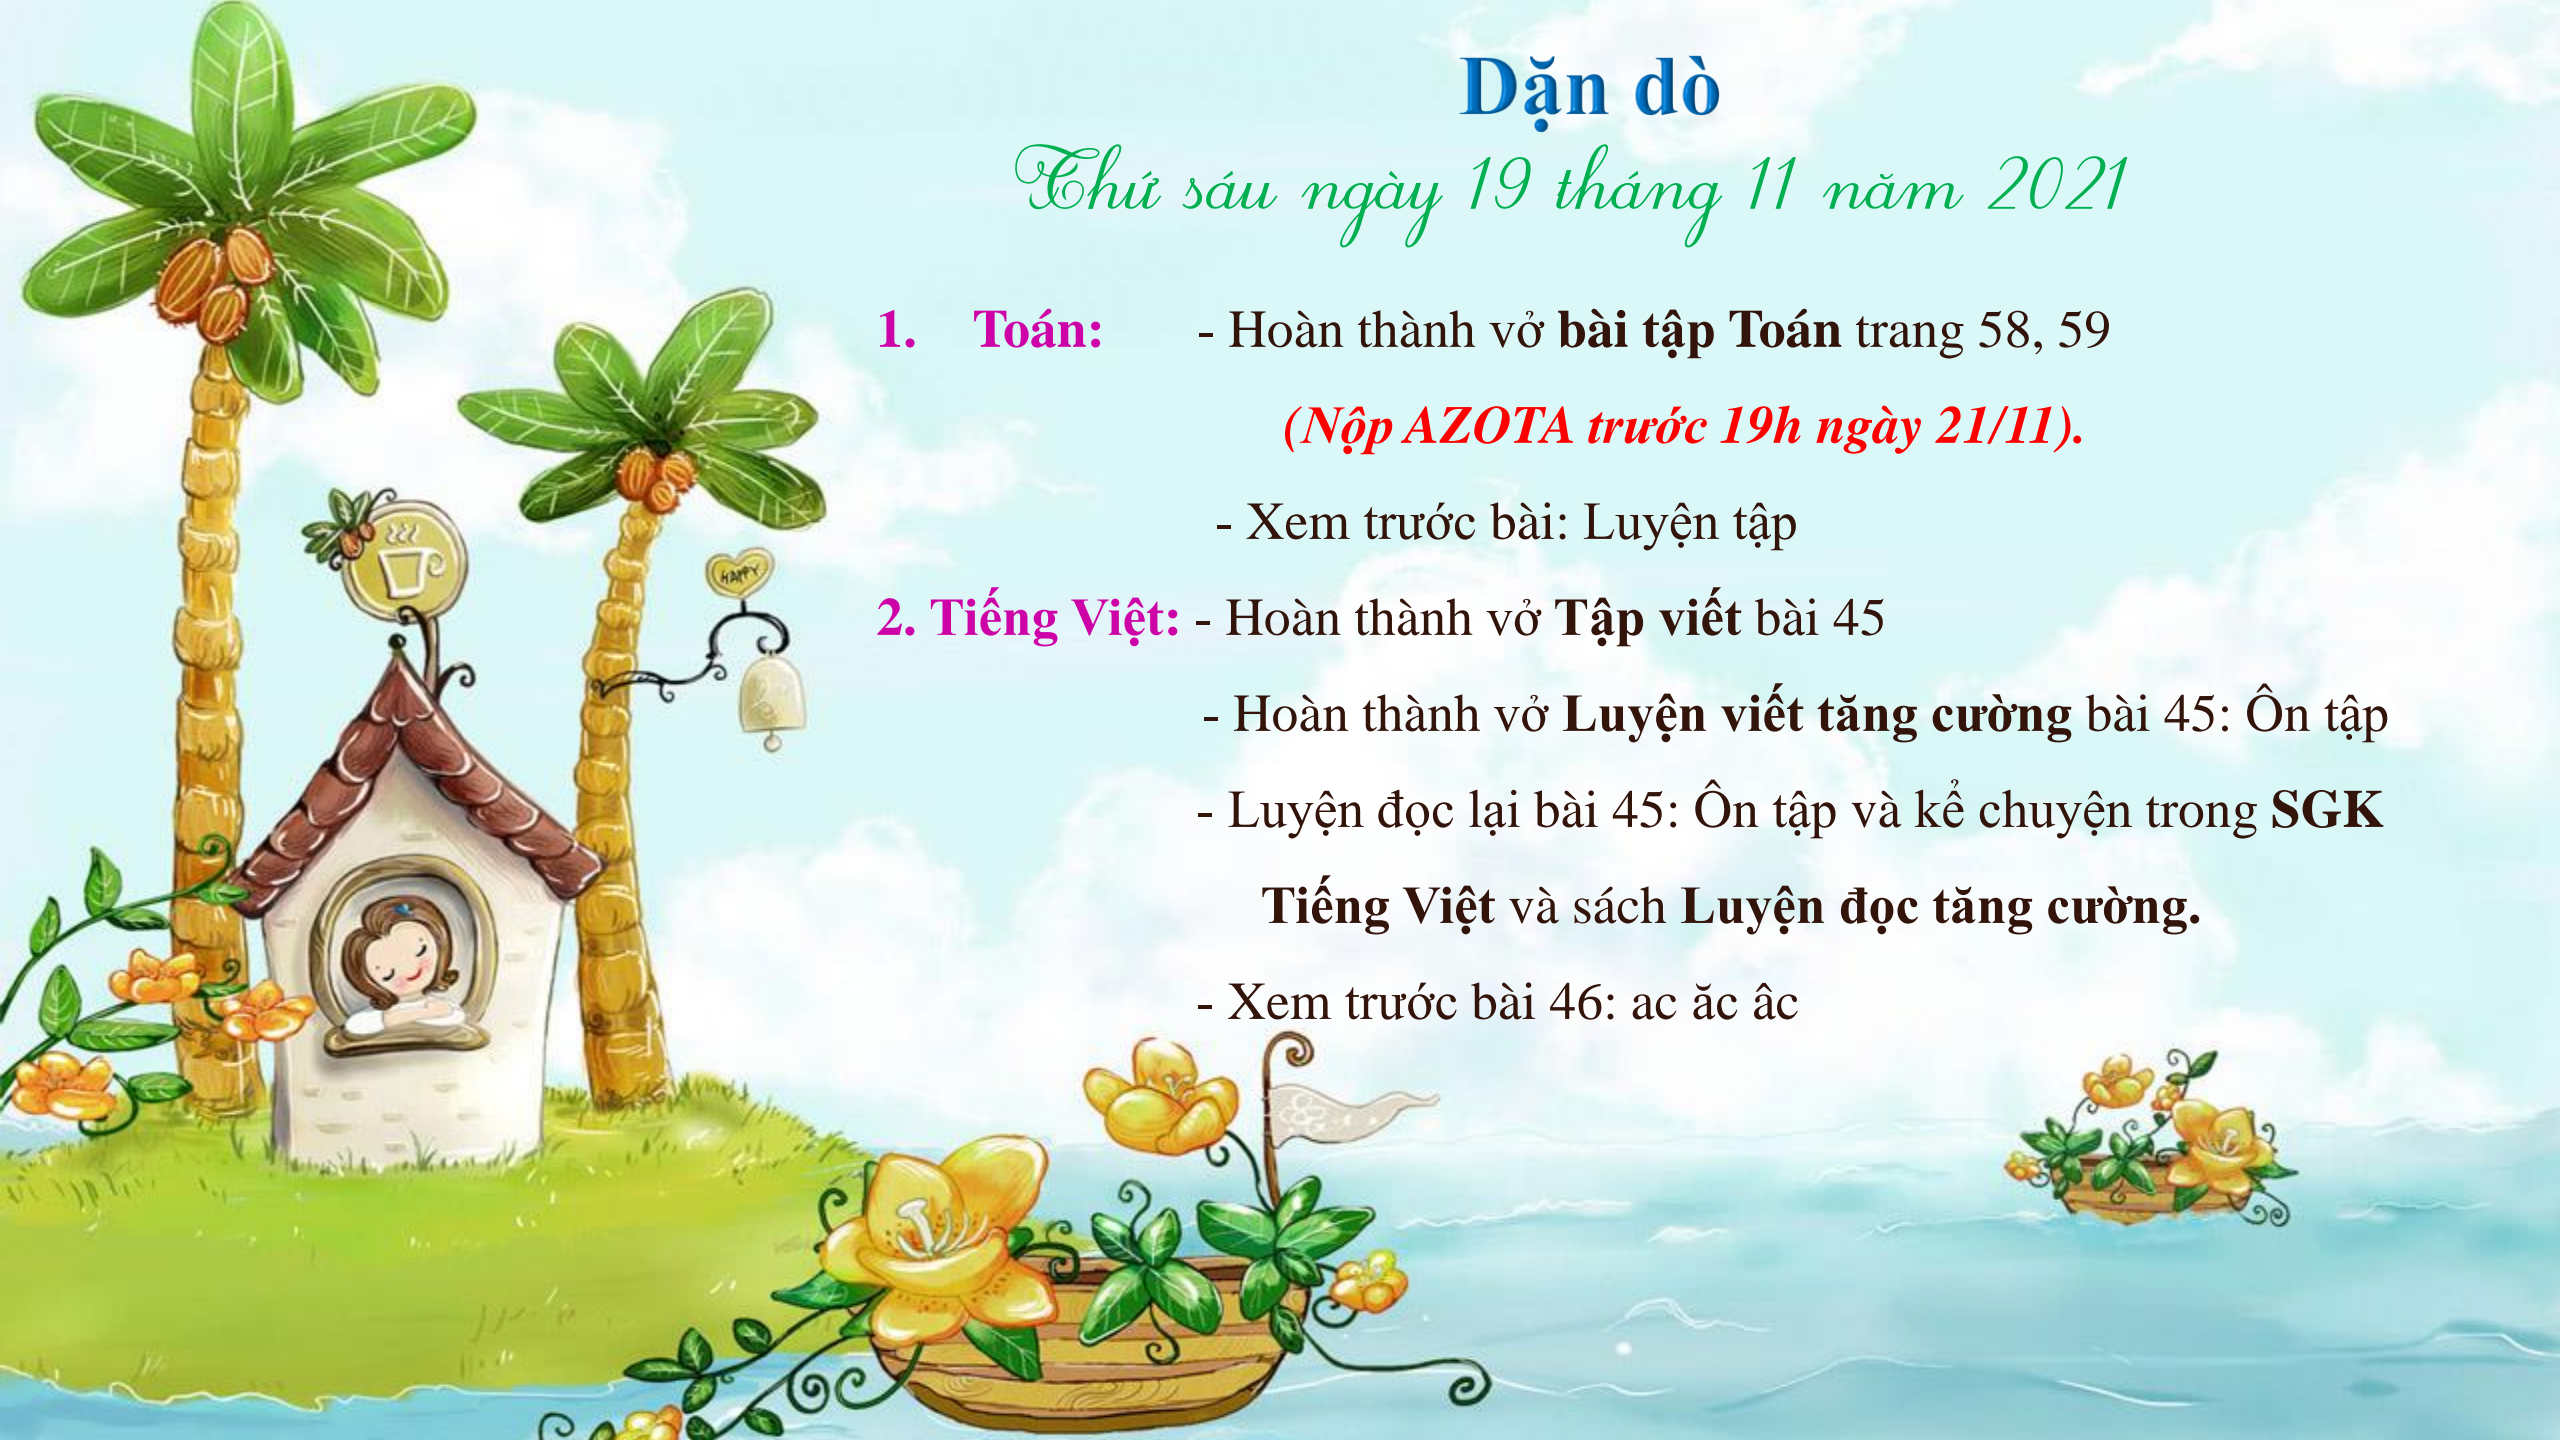 Dặn dò
Thứ sáu ngày 19 tháng 11 năm 2021
1. Toán: - Hoàn thành vở bài tập Toán trang 58, 59
(Nộp AZOTA trước 19h ngày 21/11).
- Xem trước bài: Luyện tập
HAPPY
2. Tiếng Việt: - Hoàn thành vở Tập viết bài 45
- Hoàn thành vở Luyện viết tăng cường bài 45: Ôn tập
- Luyện đọc lại bài 45: Ôn tập và kể chuyện trong SGK
Tiếng Việt và sách Luyện đọc tăng cường.
- Xem trước bài 46: ac ăc âc